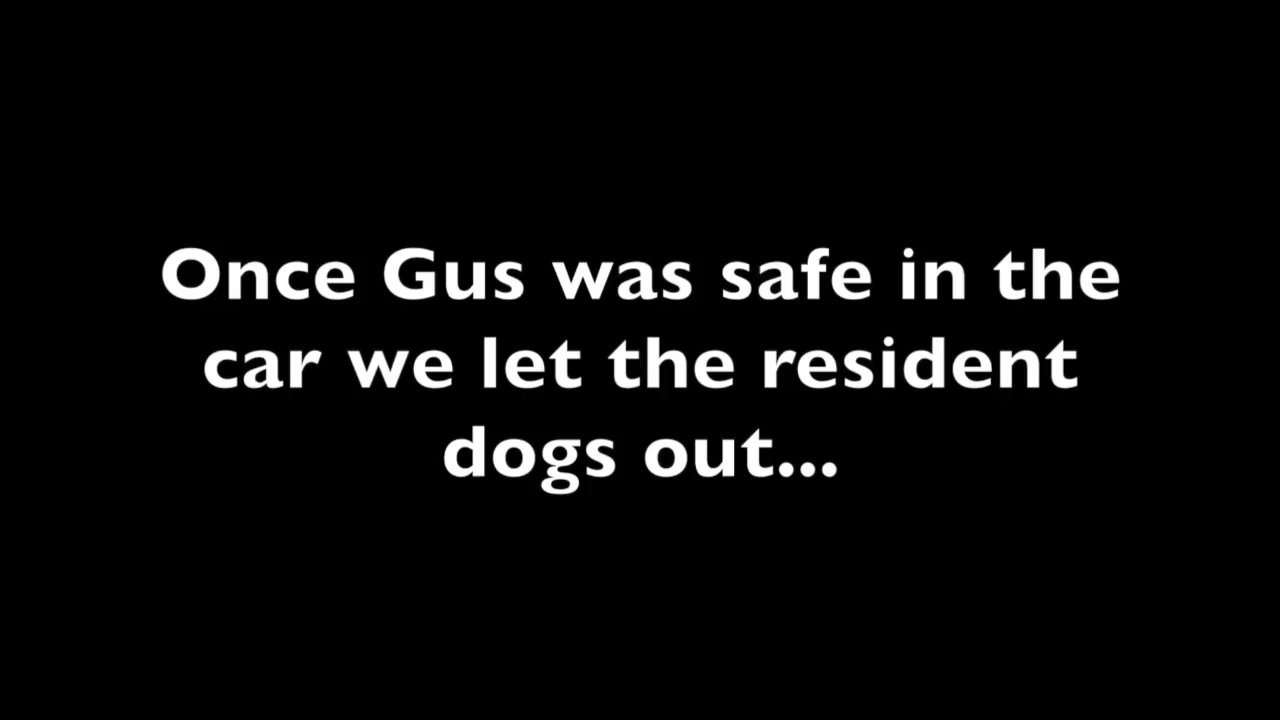 Once Gus was safe in the
car we let the resident
dogs out...